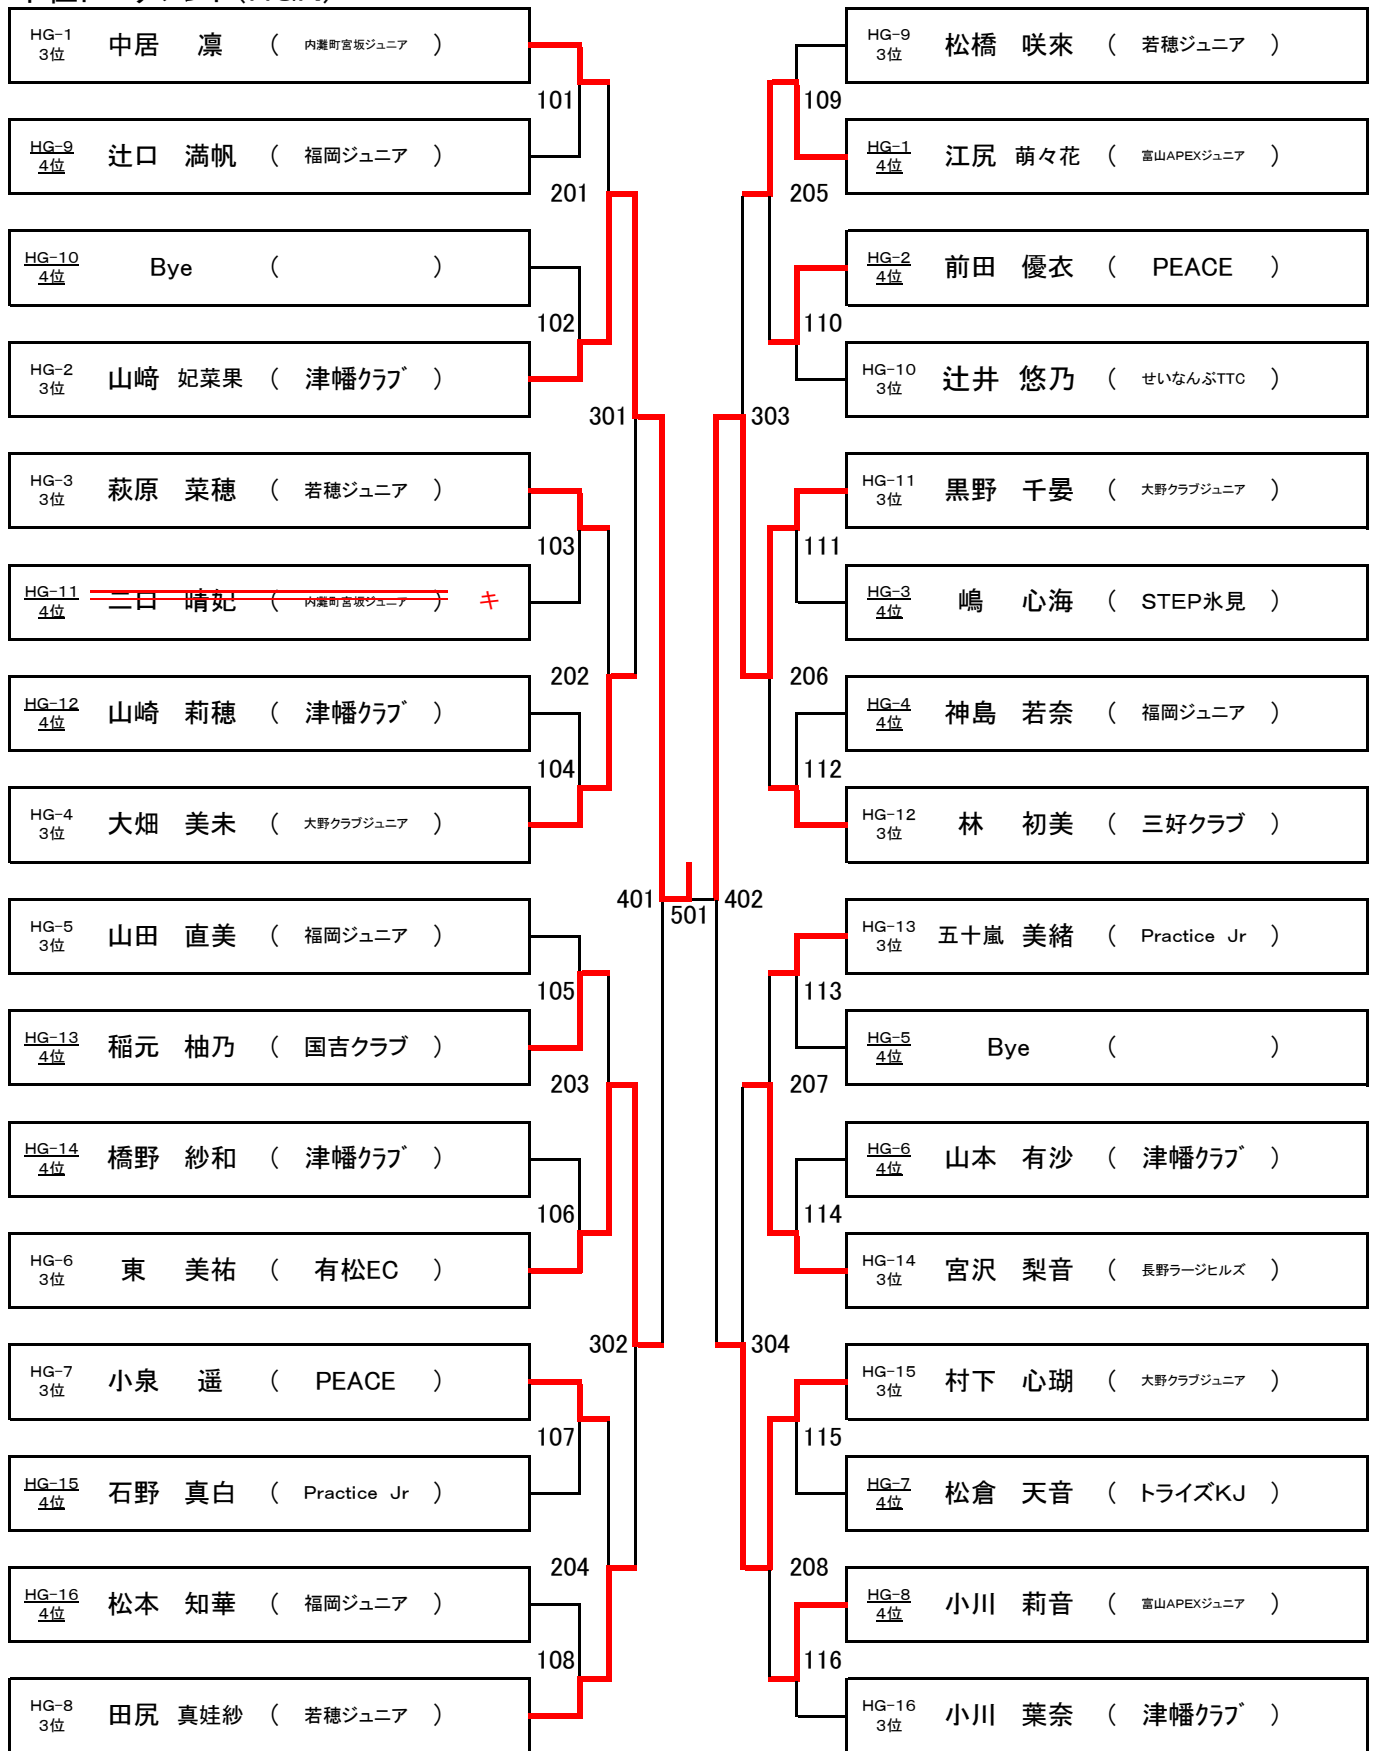 HG-1 3位 中居 凛 ( 内灘町宮坂ジュニア )
101
HG-9 4位 辻口 満帆 ( 福岡ジュニア )
201
HG-10 4位 Bye ( )
102
HG-2 3位 山﨑 妃菜果 ( 津幡クラブ )
301
HG-3 3位 萩原 菜穂 ( 若穂ジュニア )
103
HG-11 4位 二口 晴妃 ( 内灘町宮坂ジュニア ) キ
202
HG-12 4位 山崎 莉穂 ( 津幡クラブ )
104
HG-4 3位 大畑 美未 ( 大野クラブジュニア )
401
501
402
HG-5 3位 山田 直美 ( 福岡ジュニア )
105
HG-13 4位 稲元 柚乃 ( 国吉クラブ )
203
HG-14 4位 橋野 紗和 ( 津幡クラブ )
106
HG-6 3位 東 美祐 ( 有松EC )
302
HG-7 3位 小泉 遥 ( PEACE )
107
HG-15 4位 石野 真白 ( Practice Jr )
204
HG-16 4位 松本 知華 ( 福岡ジュニア )
108
HG-8 3位 田尻 真娃紗 ( 若穂ジュニア )
HG-9 3位 松橋 咲來 ( 若穂ジュニア )
109
HG-1 4位 江尻 萌々花 ( 富山APEXジュニア )
205
HG-2 4位 前田 優衣 ( PEACE )
110
HG-10 3位 辻井 悠乃 ( せいなんぶTTC )
303
HG-11 3位 黒野 千晏 ( 大野クラブジュニア )
111
HG-3 4位 嶋 心海 ( STEP氷見 )
206
HG-4 4位 神島 若奈 ( 福岡ジュニア )
112
HG-12 3位 林 初美 ( 三好クラブ )
HG-13 3位 五十嵐 美緒 ( Practice Jr )
113
HG-5 4位 Bye ( )
207
HG-6 4位 山本 有沙 ( 津幡クラブ )
114
HG-14 3位 宮沢 梨音 ( 長野ラージヒルズ )
304
HG-15 3位 村下 心瑚 ( 大野クラブジュニア )
115
HG-7 4位 松倉 天音 ( トライズKJ )
208
HG-8 4位 小川 莉音 ( 富山APEXジュニア )
116
HG-16 3位 小川 葉奈 ( 津幡クラブ )